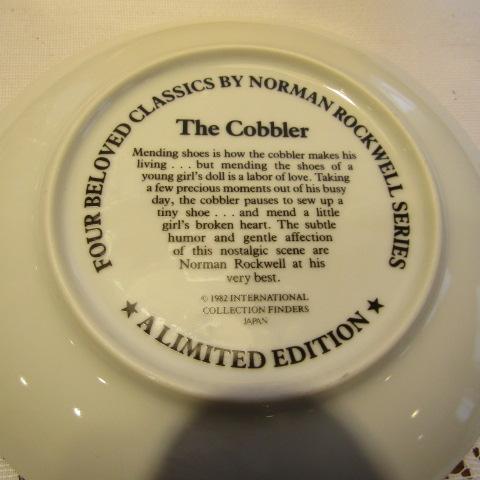 FOUR BELOVED CLASSICS BY NORMAN ROCKWELL SERIES
The Cobbler
Mending shoes is how the cobbler makes his
living . . . but mending the shoes of a
young girl's doll is a labor of love. Taking
a few precious moments out of his busy
day, the cobbler pauses to sew up a
tiny shoe . . . and mend a little
girl's broken heart. The subtle
humor and gentle affection
of this nostalgic scene are
Norman Rockwell at his
very best.
© 1982 INTERNATIONAL
COLLECTION FINDERS
JAPAN
★ A LIMITED EDITION ★